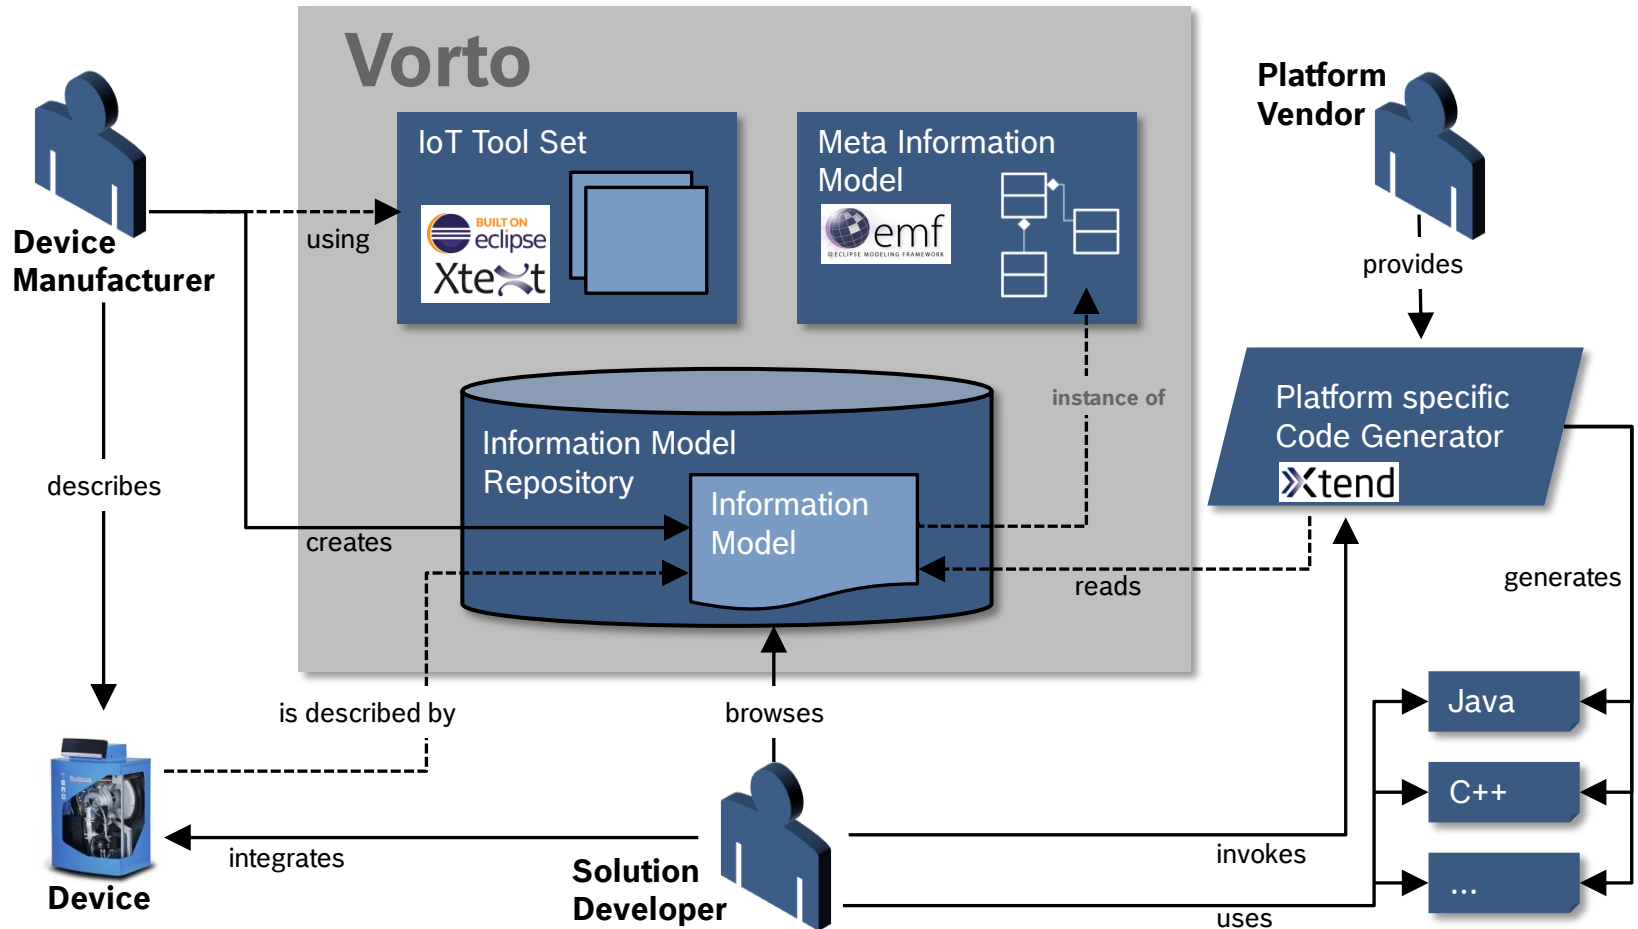 Vorto
Platform
Vendor
IoT Tool Set
Meta Information
Model
BUILT ON
eclipse
Xtext
emf
ECLIPSE MODELING FRAMEWORK
using
Device
Manufacturer
provides
instance of
Platform specific
Code Generator
Xtend
Information Model
Repository
Information
Model
describes
creates
reads
generates
is described by
browses
Java
C++
...
integrates
invokes
Solution
Developer
Device
uses